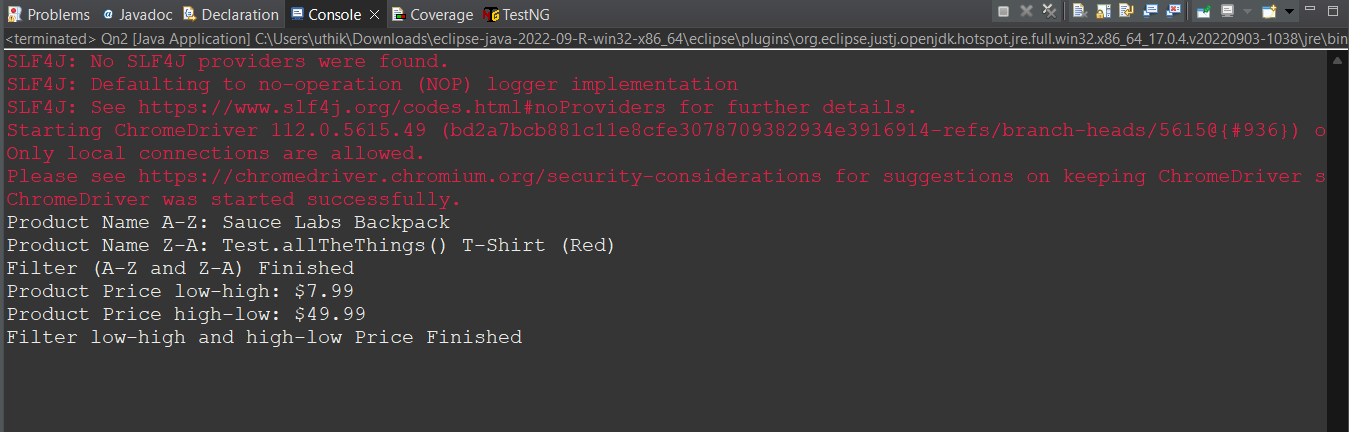 Problems Javadoc Declaration Console Coverage TestNG
<terminated> Qn2 [Java Application] C:\Users\uthik\Downloads\eclipse-java-2022-09-R-win32-x86_64\eclipse\plugins\org.eclipse.justj.openjdk.hotspot.jre.full.win32.x86_64_17.0.4.v20220903-1038\jre\bin
SLF4J: No SLF4J providers were found.
SLF4J: Defaulting to no-operation (NOP) logger implementation
SLF4J: See https://www.slf4j.org/codes.html#noProviders for further details.
Starting ChromeDriver 112.0.5615.49 (bd2a7bcb881c11e8cfe3078709382934e3916914-refs/branch-heads/5615@{#936}) o
Only local connections are allowed.
Please see https://chromedriver.chromium.org/security-considerations for suggestions on keeping ChromeDriver s
ChromeDriver was started successfully.
Product Name A-Z: Sauce Labs Backpack
Product Name Z-A: Test.allTheThings() T-Shirt (Red)
Filter (A-Z and Z-A) Finished
Product Price low-high: $7.99
Product Price high-low: $49.99
Filter low-high and high-low Price Finished